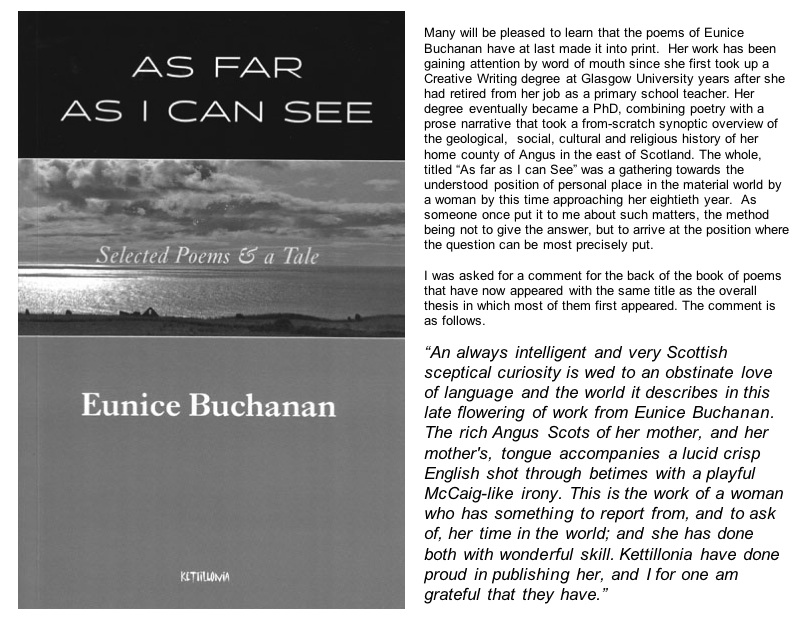 AS FAR
AS I CAN SEE
Selected Poems & a Tale
Eunice Buchanan
KETTILLONIA
Many will be pleased to learn that the poems of Eunice
Buchanan have at last made it into print.  Her work has been
gaining attention by word of mouth since she first took up a
Creative Writing degree at Glasgow University years after she
had retired from her job as a primary school teacher. Her
degree eventually became a PhD, combining poetry with a
prose narrative that took a from-scratch synoptic overview of
the geological,  social, cultural and religious history of her
home county of Angus in the east of Scotland. The whole,
titled “As far as I can See” was a gathering towards the
understood position of personal place in the material world by
a woman by this time approaching her eightieth year.  As
someone once put it to me about such matters, the method
being not to give the answer, but to arrive at the position where
the question can be most precisely put.
I was asked for a comment for the back of the book of poems
that have now appeared with the same title as the overall
thesis in which most of them first appeared. The comment is
as follows.
“An always intelligent and very Scottish
sceptical curiosity is wed to an obstinate love
of language and the world it describes in this
late flowering of work from Eunice Buchanan.
The rich Angus Scots of her mother, and her
mother's, tongue accompanies a lucid crisp
English shot through betimes with a playful
McCaig-like irony. This is the work of a woman
who has something to report from, and to ask
of, her time in the world; and she has done
both with wonderful skill. Kettillonia have done
proud in publishing her, and I for one am
grateful that they have.”